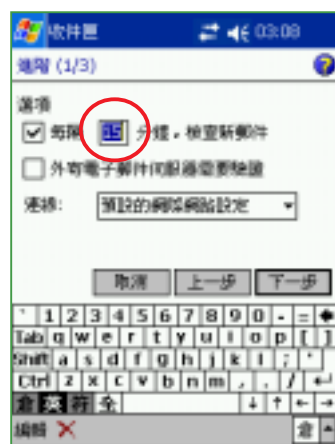 收件匣 03:08
進階 (1/3)
選項
每隔 15 分鐘，檢查新郵件
外寄電子郵件伺服器需要驗證
連線: 預設的網際網路設定
取消 上一步 下一步
` 1 2 3 4 5 6 7 8 9 0 - =
Tab q w e r t y u i o p [ ]
Shift a s d f g h j k l ; '
Ctrl z x c v b n m , . /
倉 英 符 全
編輯 倉